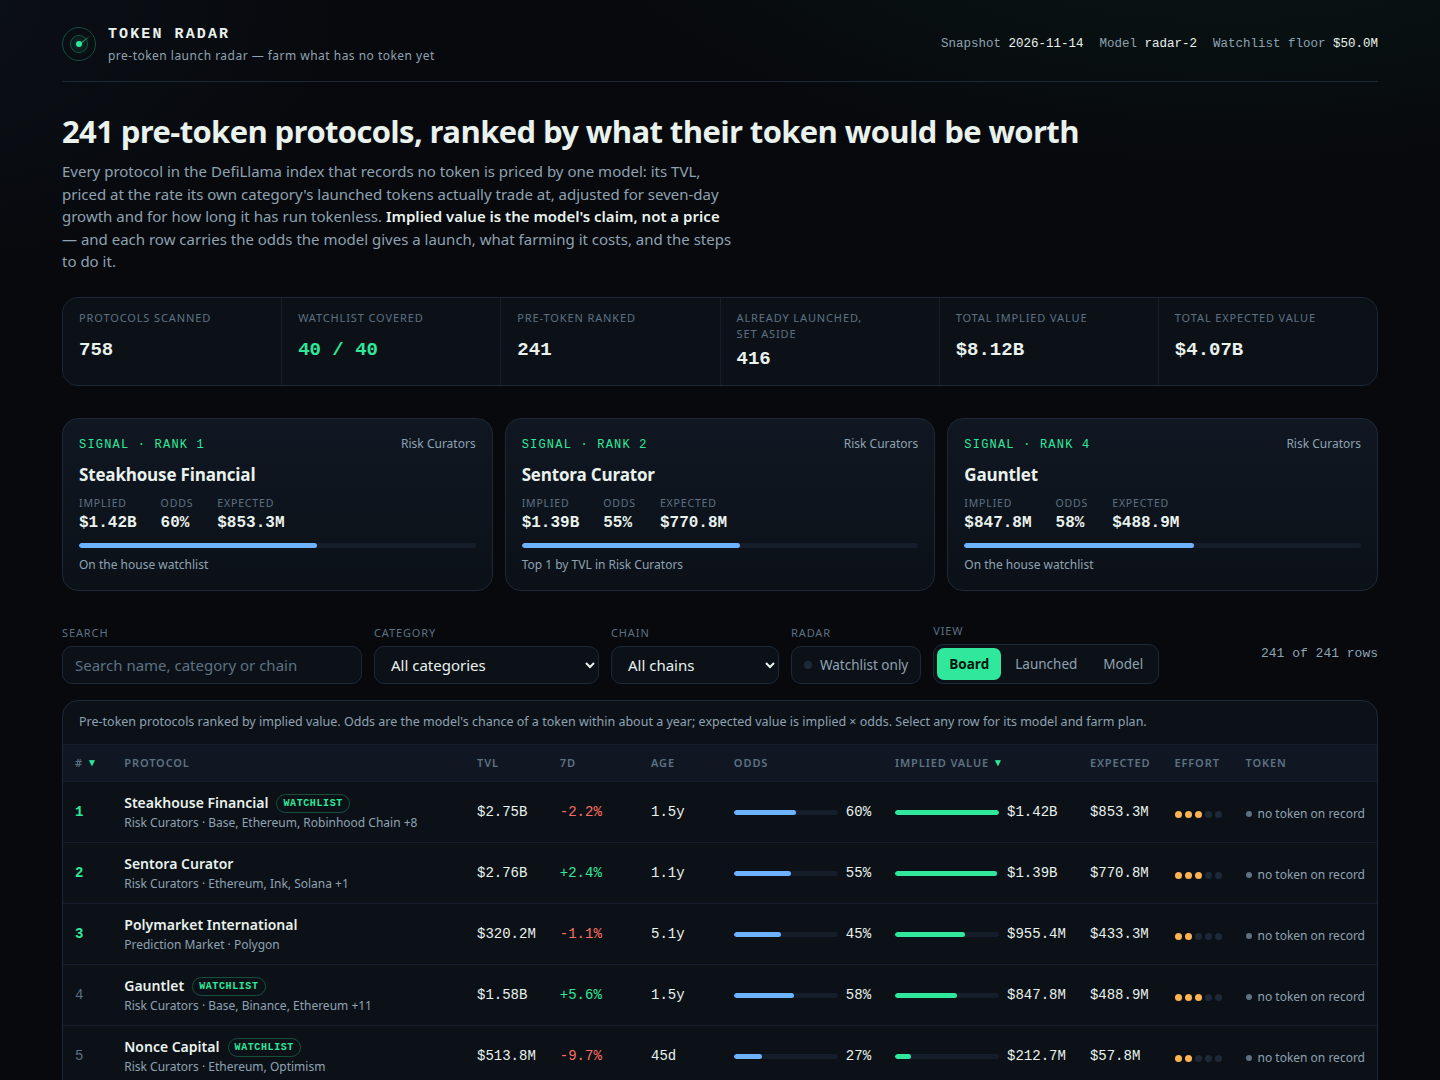 TOKEN RADAR
pre-token launch radar — farm what has no token yet
Snapshot 2026-11-14 Model radar-2 Watchlist floor $50.0M
241 pre-token protocols, ranked by what their token would be worth
Every protocol in the DefiLlama index that records no token is priced by one model: its TVL,
priced at the rate its own category's launched tokens actually trade at, adjusted for seven-day
growth and for how long it has run tokenless. Implied value is the model's claim, not a price
— and each row carries the odds the model gives a launch, what farming it costs, and the steps
to do it.
PROTOCOLS SCANNED
758
WATCHLIST COVERED
40 / 40
PRE-TOKEN RANKED
241
ALREADY LAUNCHED,
SET ASIDE
416
TOTAL IMPLIED VALUE
$8.12B
TOTAL EXPECTED VALUE
$4.07B
SIGNAL · RANK 1 Risk Curators
Steakhouse Financial
IMPLIED ODDS EXPECTED
$1.42B 60% $853.3M
On the house watchlist
SIGNAL · RANK 2 Risk Curators
Sentora Curator
IMPLIED ODDS EXPECTED
$1.39B 55% $770.8M
Top 1 by TVL in Risk Curators
SIGNAL · RANK 4 Risk Curators
Gauntlet
IMPLIED ODDS EXPECTED
$847.8M 58% $488.9M
On the house watchlist
SEARCH
Search name, category or chain
CATEGORY
All categories
CHAIN
All chains
RADAR
Watchlist only
VIEW
Board Launched Model
241 of 241 rows
Pre-token protocols ranked by implied value. Odds are the model's chance of a token within about a year; expected value is implied × odds. Select any row for its model and farm plan.
# ▼ PROTOCOL TVL 7D AGE ODDS IMPLIED VALUE ▼ EXPECTED EFFORT TOKEN
1 Steakhouse Financial WATCHLIST $2.75B -2.2% 1.5y 60% $1.42B $853.3M no token on record
Risk Curators · Base, Ethereum, Robinhood Chain +8
2 Sentora Curator $2.76B +2.4% 1.1y 55% $1.39B $770.8M no token on record
Risk Curators · Ethereum, Ink, Solana +1
3 Polymarket International $320.2M -1.1% 5.1y 45% $955.4M $433.3M no token on record
Prediction Market · Polygon
4 Gauntlet WATCHLIST $1.58B +5.6% 1.5y 58% $847.8M $488.9M no token on record
Risk Curators · Base, Binance, Ethereum +11
5 Nonce Capital WATCHLIST $513.8M -9.7% 45d 27% $212.7M $57.8M no token on record
Risk Curators · Ethereum, Optimism